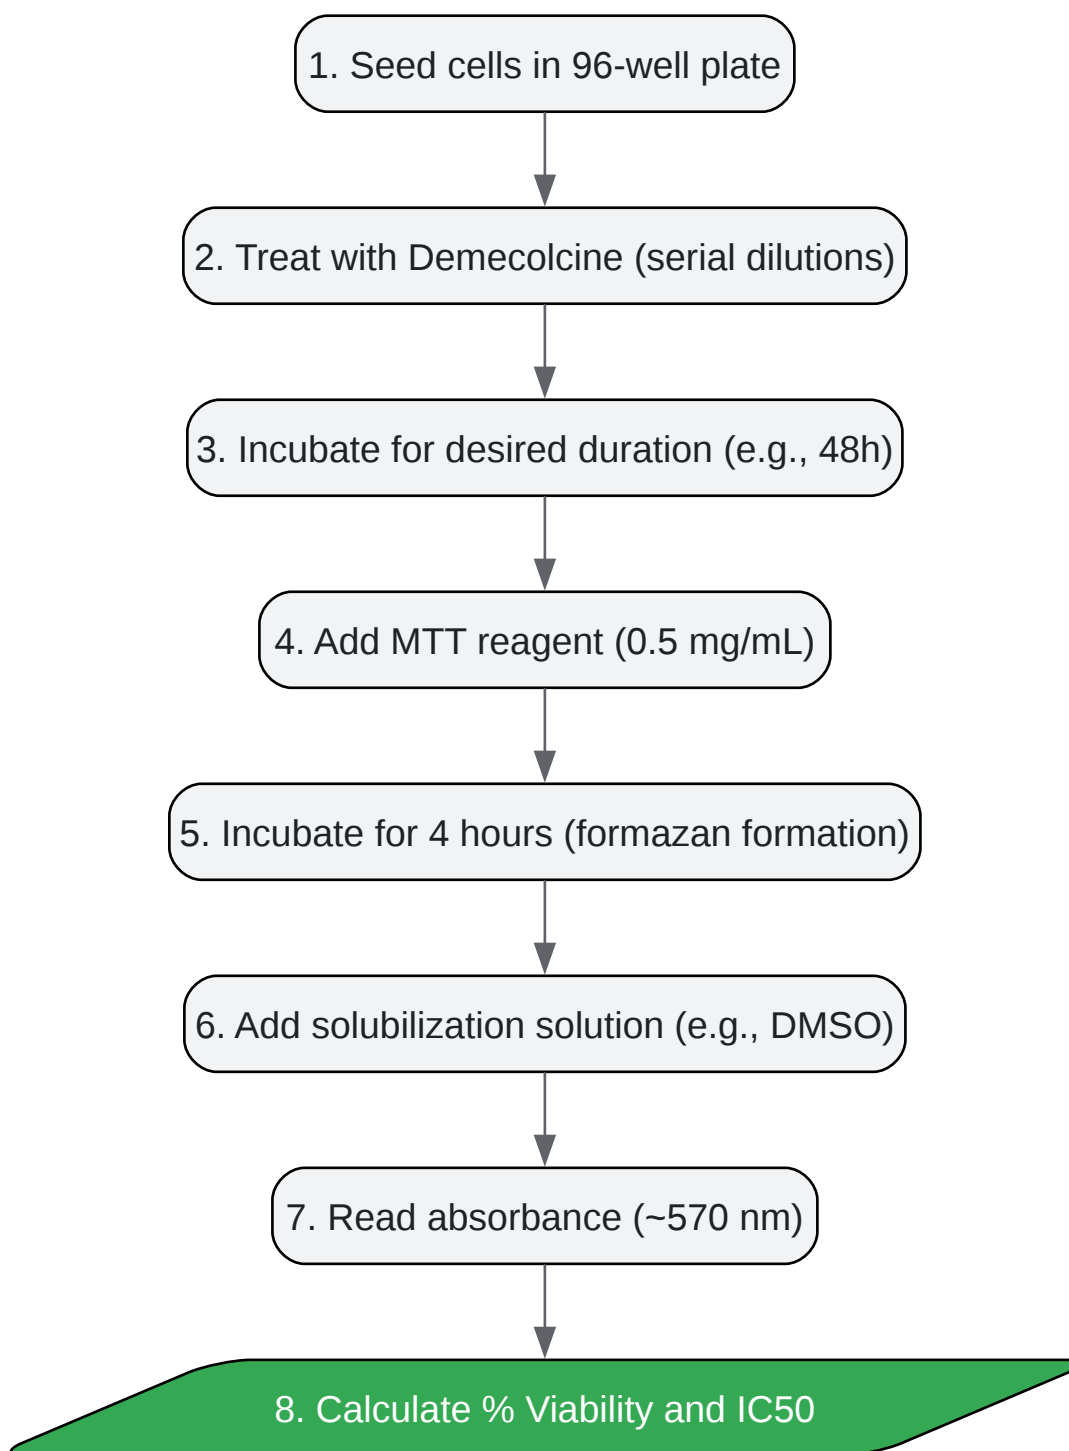 1. Seed cells in 96-well plate
2. Treat with Demecolcine (serial dilutions)
3. Incubate for desired duration (e.g., 48h)
4. Add MTT reagent (0.5 mg/mL)
5. Incubate for 4 hours (formazan formation)
6. Add solubilization solution (e.g., DMSO)
7. Read absorbance (~570 nm)
8. Calculate % Viability and IC50